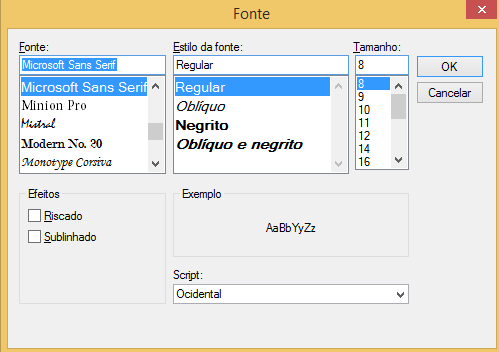 Fonte
Fonte:
Microsoft Sans Serif
Microsoft Sans Serif
Minion Pro
Mistral
Modern No. 20
Monotype Corsiva
Estilo da fonte:
Regular
Regular
Oblíquo
Negrito
Oblíquo e negrito
Tamanho:
8
8
9
10
11
12
14
16
OK
Cancelar
Efeitos
Riscado
Sublinhado
Exemplo
AaBbYyZz
Script:
Ocidental